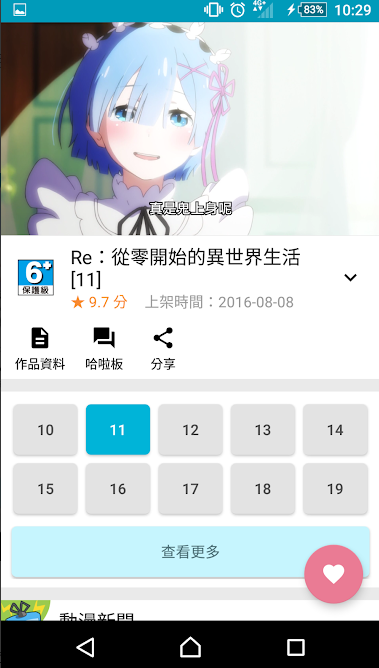 4G+
83%
10:29
真是鬼上身呢
6+
保護級
Re：從零開始的異世界生活
[11]
★ 9.7 分 上架時間：2016-08-08
作品資料 哈啦板 分享
10 11 12 13 14
15 16 17 18 19
查看更多
動漫新聞